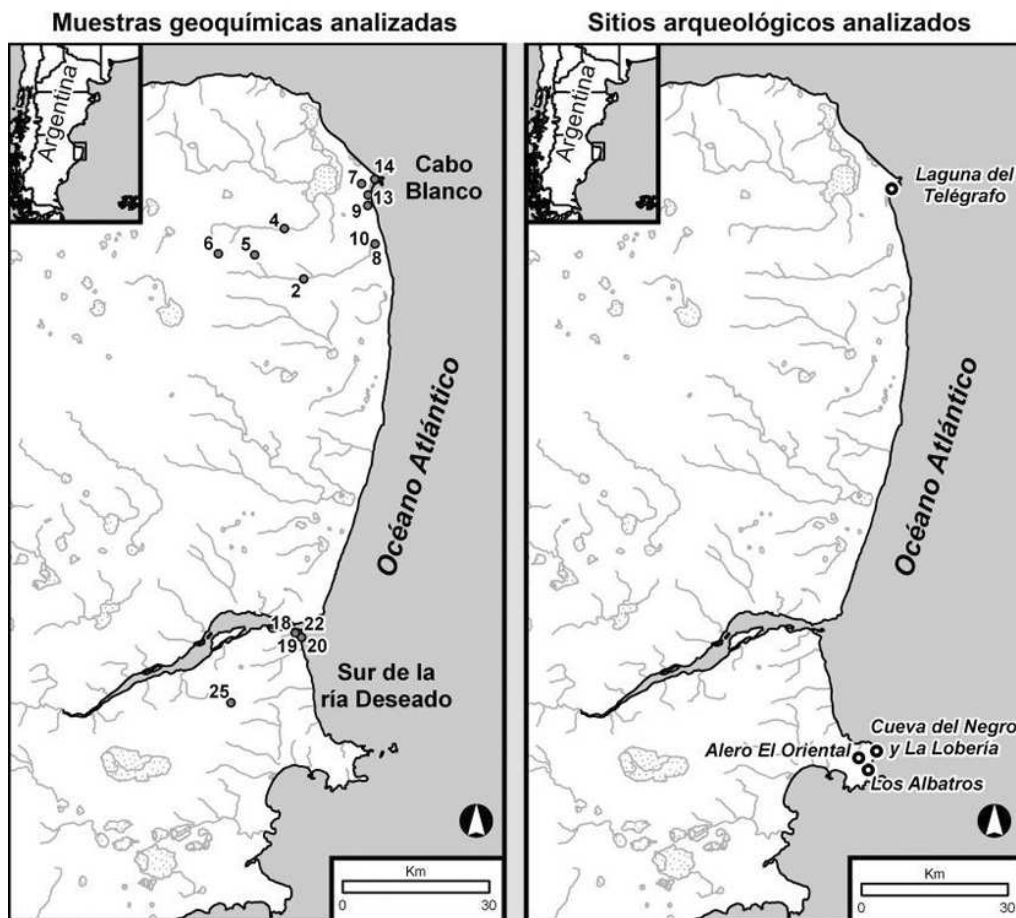 Muestras geoquímicas analizadas
Argentina
Cabo
Blanco
14
7
13
9
4
10
8
6
5
2
Océano Atlántico
18
22
19
20
Sur de la
ría Deseado
25
Km
0
30
Sitios arqueológicos analizados
Argentina
Laguna del
Telégrafo
Océano Atlántico
Cueva del Negro
y La Lobería
Alero El Oriental
Los Albatros
Km
0
30